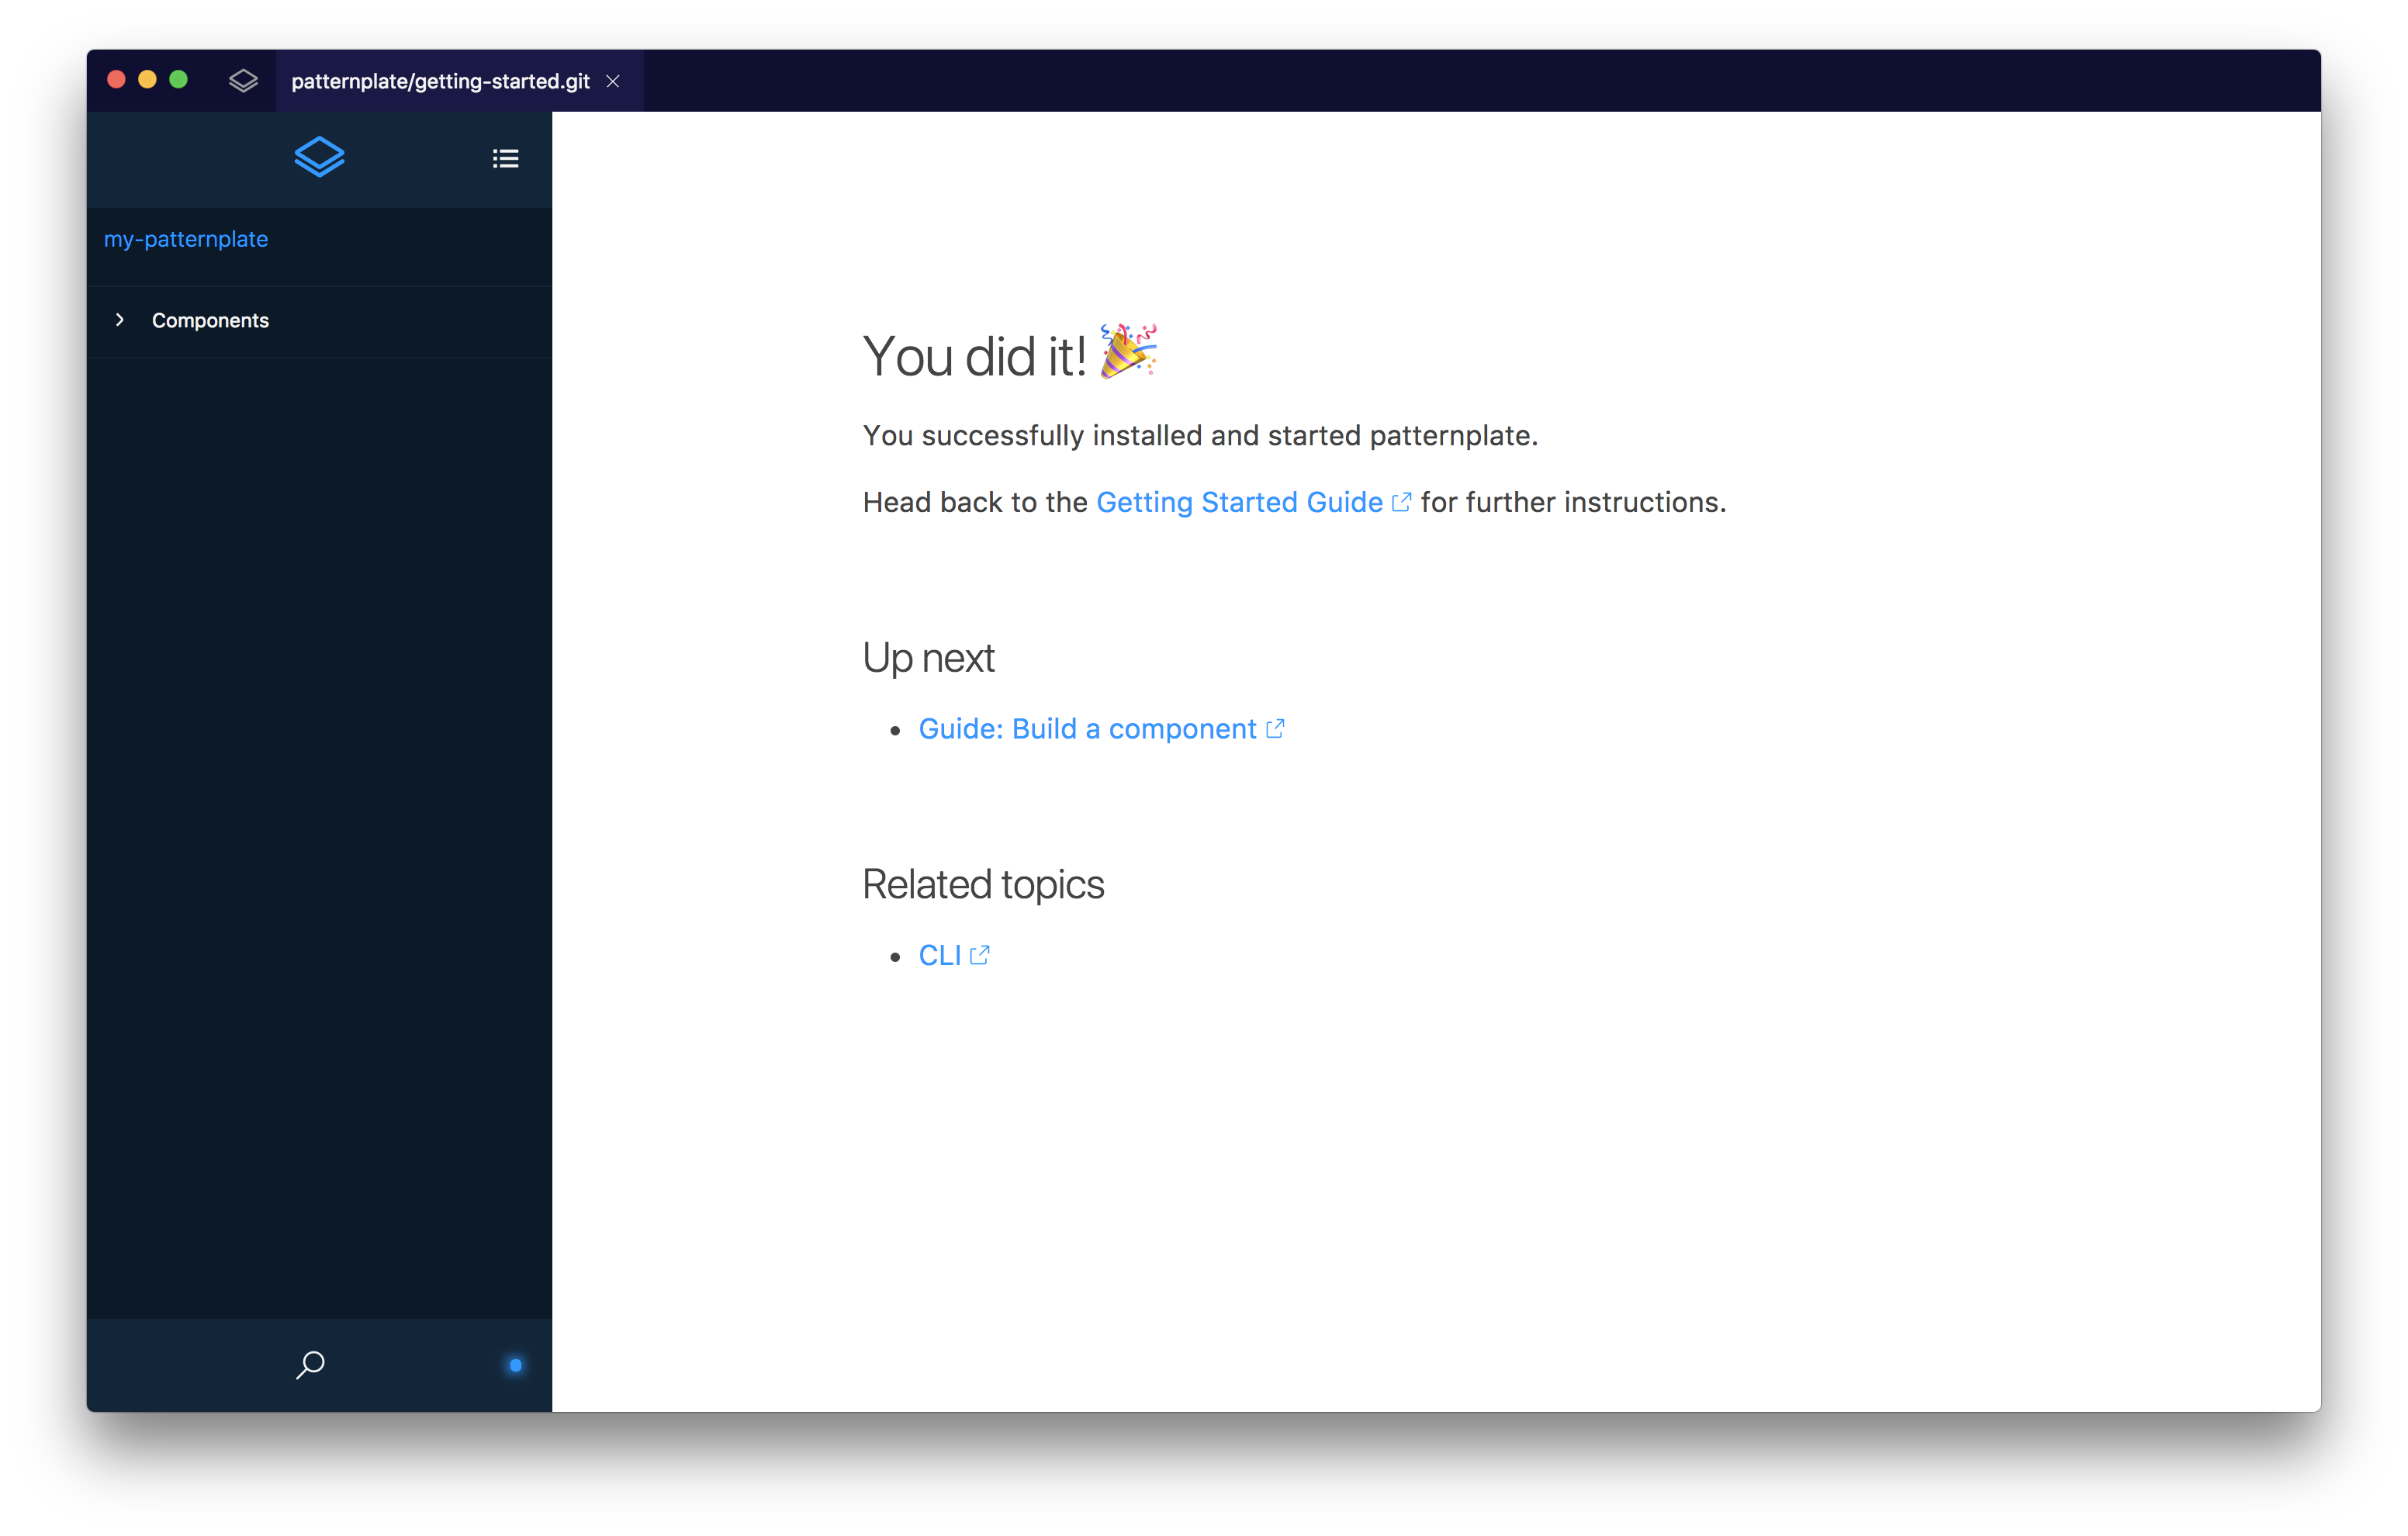 patternplate/getting-started.git
my-patternplate
Components
You did it! 🎉
You successfully installed and started patternplate.
Head back to the Getting Started Guide for further instructions.
Up next
Guide: Build a component
Related topics
CLI